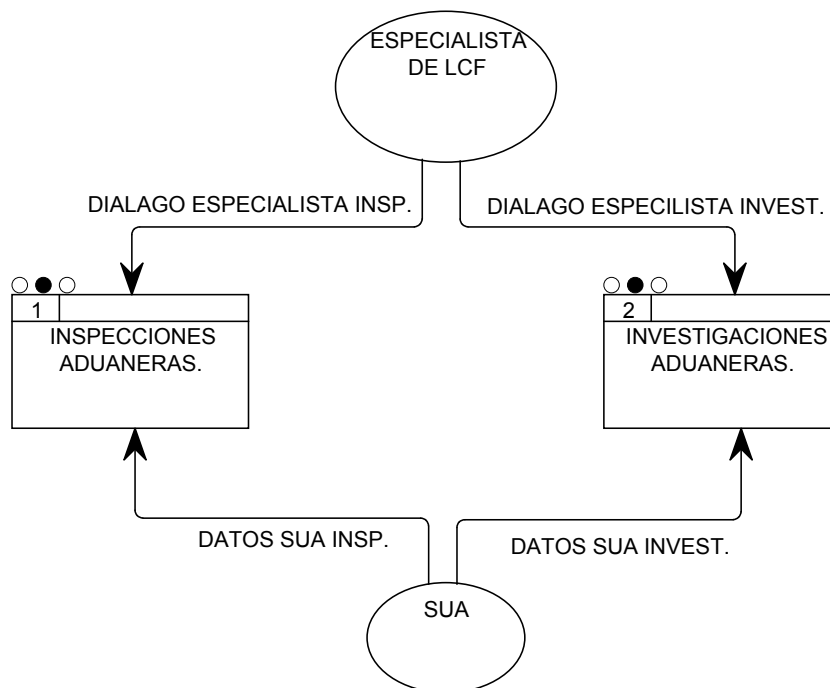 ESPECIALISTA
DE LCF
DIALAGO ESPECIALISTA INSP.
DIALAGO ESPECILISTA INVEST.
1
INSPECCIONES
ADUANERAS.
2
INVESTIGACIONES
ADUANERAS.
DATOS SUA INSP.
DATOS SUA INVEST.
SUA